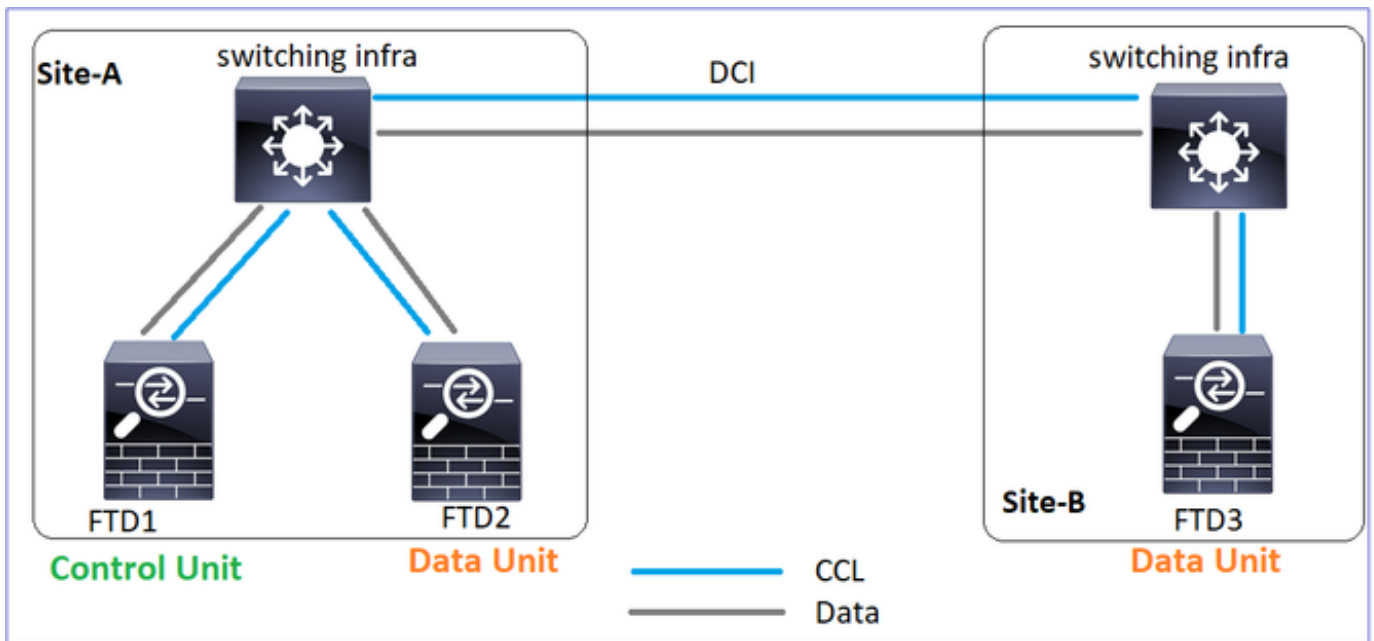 switching infra
Site-A
DCI
switching infra
FTD1
FTD2
Site-B
FTD3
Control Unit
Data Unit
Data Unit
CCL
Data